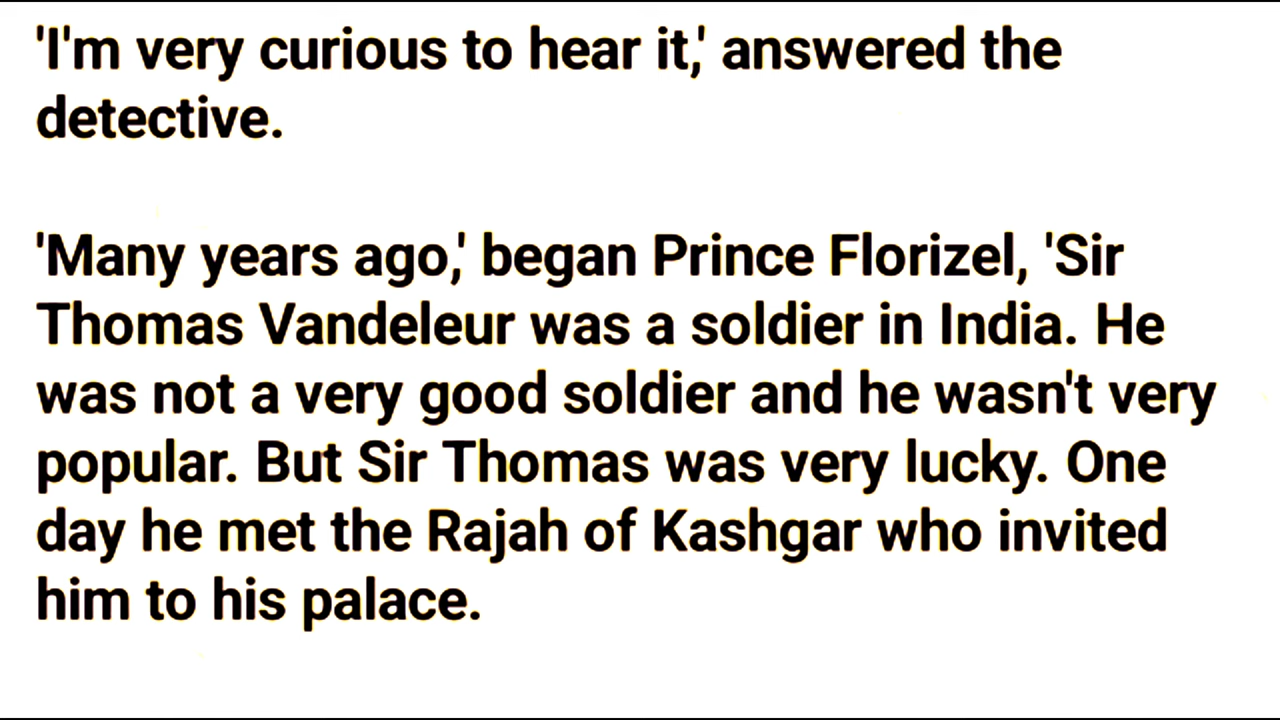 'I'm very curious to hear it,' answered the
detective.
'Many years ago,' began Prince Florizel, 'Sir
Thomas Vandeleur was a soldier in India. He
was not a very good soldier and he wasn't very
popular. But Sir Thomas was very lucky. One
day he met the Rajah of Kashgar who invited
him to his palace.